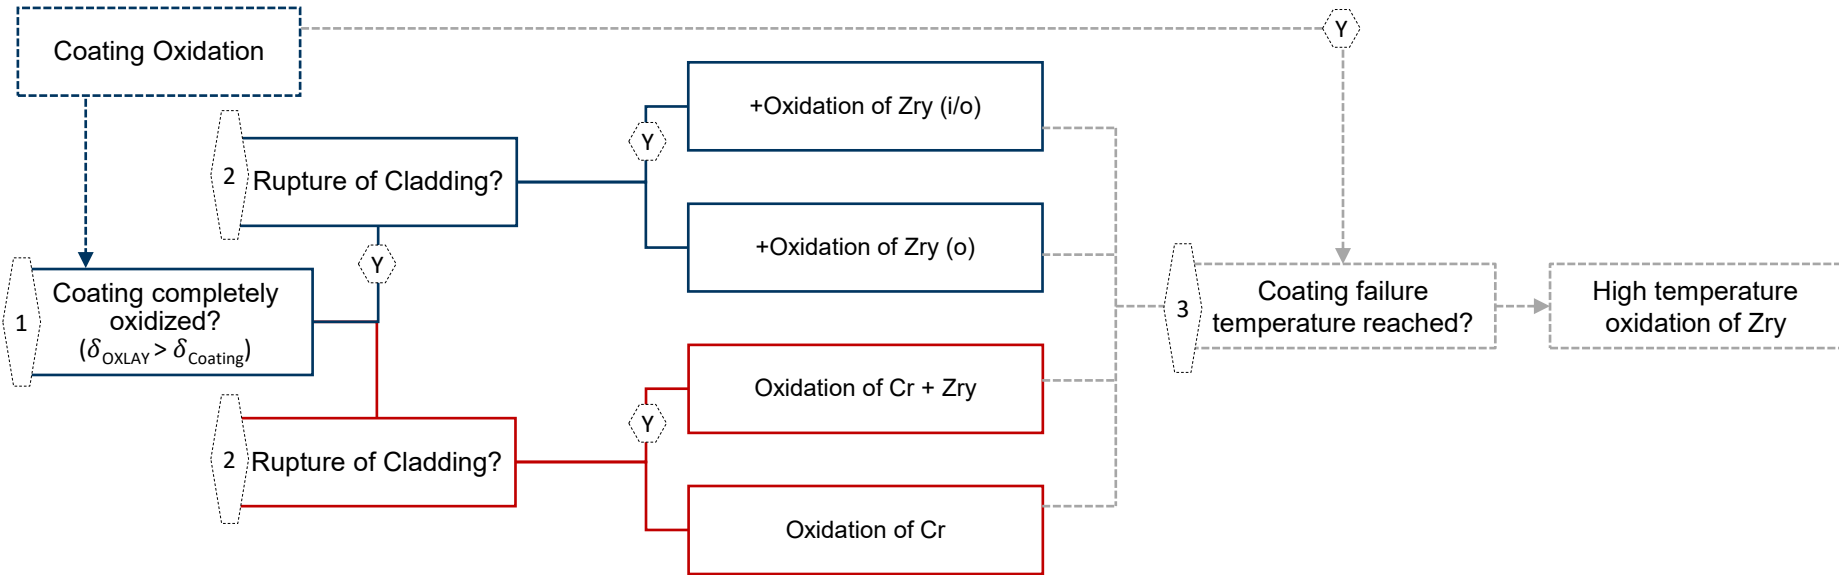 Coating Oxidation
Y
+Oxidation of Zry (i/o)
Y
2
Rupture of Cladding?
+Oxidation of Zry (o)
Y
1
Coating completely
oxidized?
(δOXLAY > δCoating)
3
Coating failure
temperature reached?
High temperature
oxidation of Zry
Oxidation of Cr + Zry
Y
2
Rupture of Cladding?
Oxidation of Cr